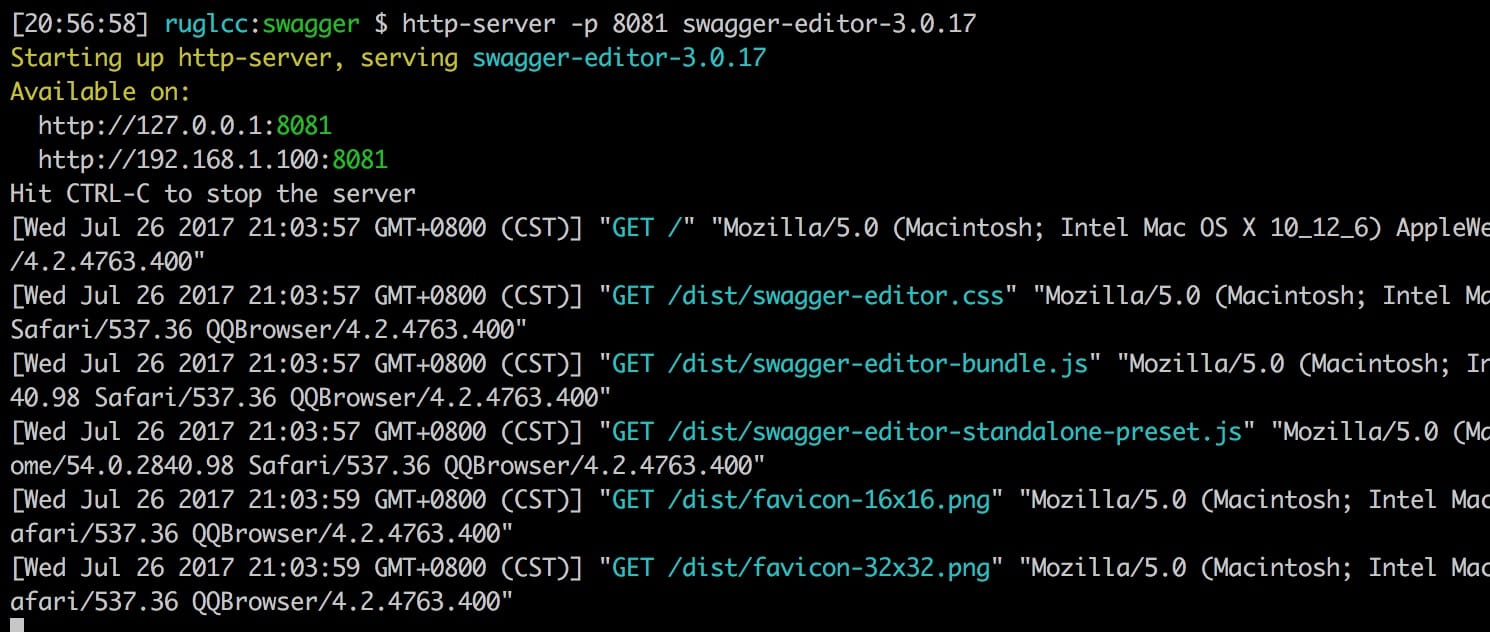 [20:56:58] ruglcc:swagger $ http-server -p 8081 swagger-editor-3.0.17
Starting up http-server, serving swagger-editor-3.0.17
Available on:
  http://127.0.0.1:8081
  http://192.168.1.100:8081
Hit CTRL-C to stop the server
[Wed Jul 26 2017 21:03:57 GMT+0800 (CST)] "GET /" "Mozilla/5.0 (Macintosh; Intel Mac OS X 10_12_6) AppleWe
/4.2.4763.400"
[Wed Jul 26 2017 21:03:57 GMT+0800 (CST)] "GET /dist/swagger-editor.css" "Mozilla/5.0 (Macintosh; Intel Ma
Safari/537.36 QQBrowser/4.2.4763.400"
[Wed Jul 26 2017 21:03:57 GMT+0800 (CST)] "GET /dist/swagger-editor-bundle.js" "Mozilla/5.0 (Macintosh; In
40.98 Safari/537.36 QQBrowser/4.2.4763.400"
[Wed Jul 26 2017 21:03:57 GMT+0800 (CST)] "GET /dist/swagger-editor-standalone-preset.js" "Mozilla/5.0 (Ma
ome/54.0.2840.98 Safari/537.36 QQBrowser/4.2.4763.400"
[Wed Jul 26 2017 21:03:59 GMT+0800 (CST)] "GET /dist/favicon-16x16.png" "Mozilla/5.0 (Macintosh; Intel Mac
afari/537.36 QQBrowser/4.2.4763.400"
[Wed Jul 26 2017 21:03:59 GMT+0800 (CST)] "GET /dist/favicon-32x32.png" "Mozilla/5.0 (Macintosh; Intel Mac
afari/537.36 QQBrowser/4.2.4763.400"